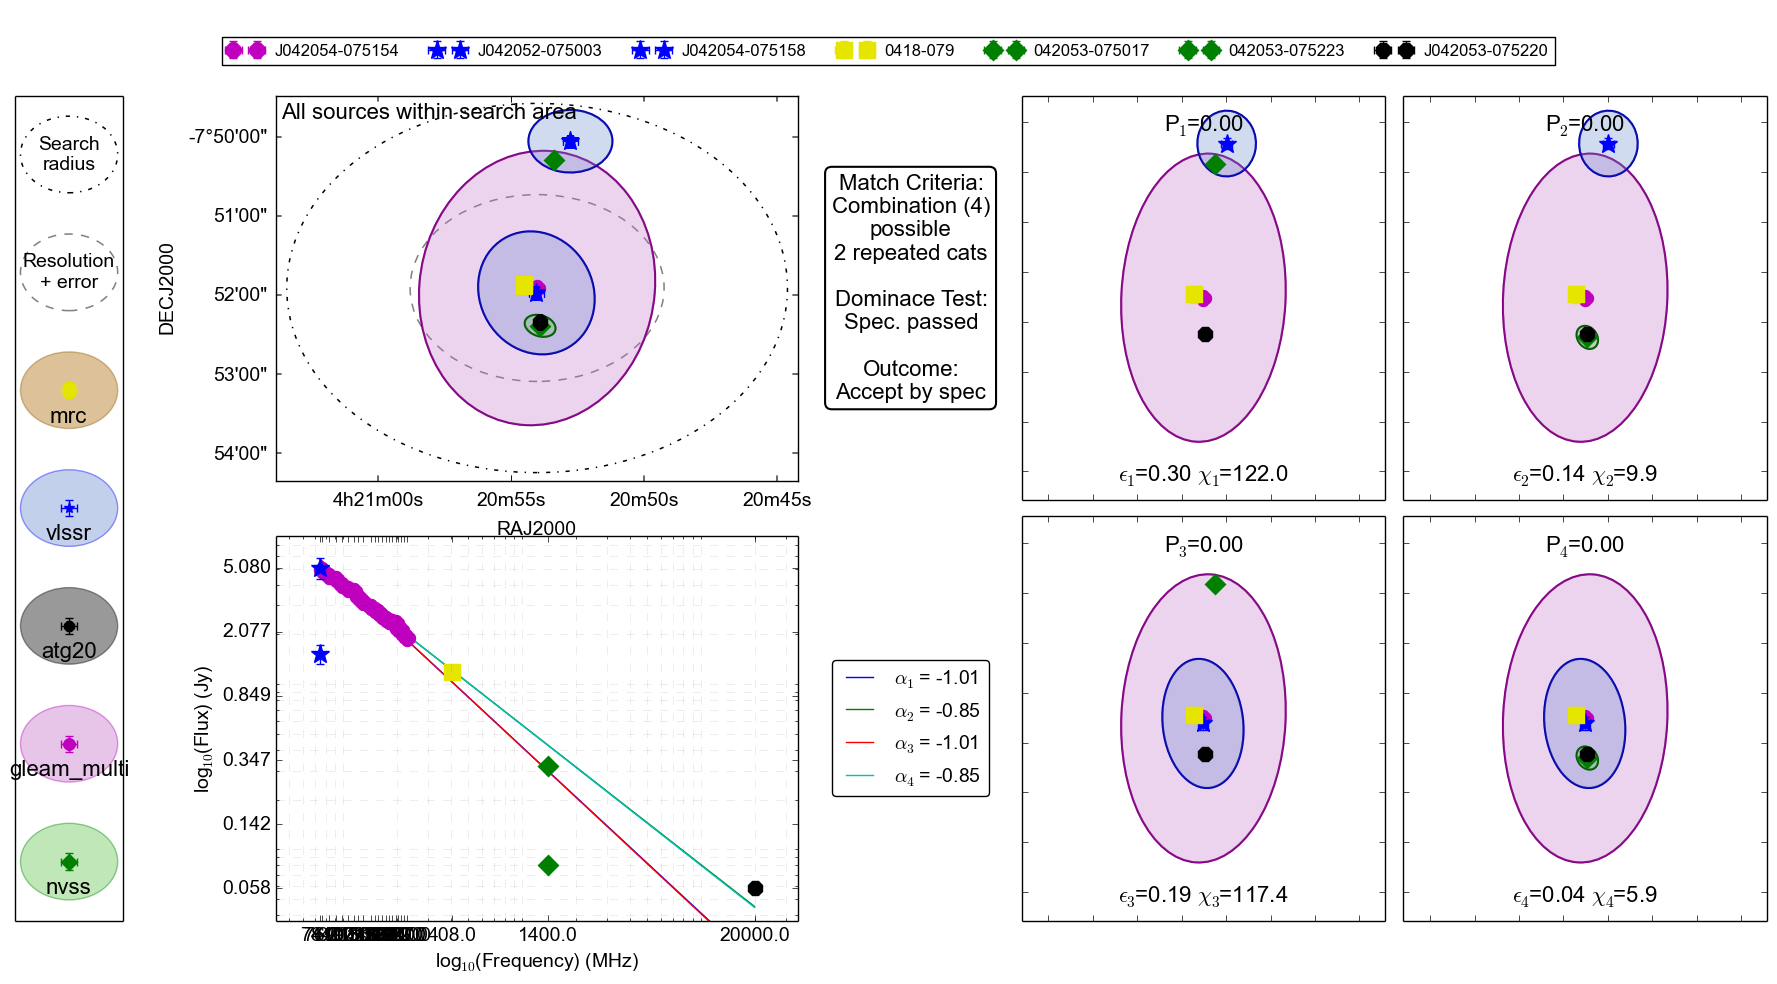 J042054-075154
J042052-075003
J042054-075158
0418-079
042053-075017
042053-075223
J042053-075220
Search
radius
Resolution
+ error
mrc
vlssr
atg20
gleam_multi
nvss
All sources within search area
DECJ2000
-7°50'00"
51'00"
52'00"
53'00"
54'00"
4h21m00s
20m55s
20m50s
20m45s
RAJ2000
Match Criteria:
Combination (4)
possible
2 repeated cats
Dominace Test:
Spec. passed
Outcome:
Accept by spec
P1=0.00
ϵ1=0.30 χ1=122.0
P2=0.00
ϵ2=0.14 χ2=9.9
log10(Flux) (Jy)
5.080
2.077
0.849
0.347
0.142
0.058
408.0
1400.0
20000.0
log10(Frequency) (MHz)
α1 = -1.01
α2 = -0.85
α3 = -1.01
α4 = -0.85
P3=0.00
ϵ3=0.19 χ3=117.4
P4=0.00
ϵ4=0.04 χ4=5.9